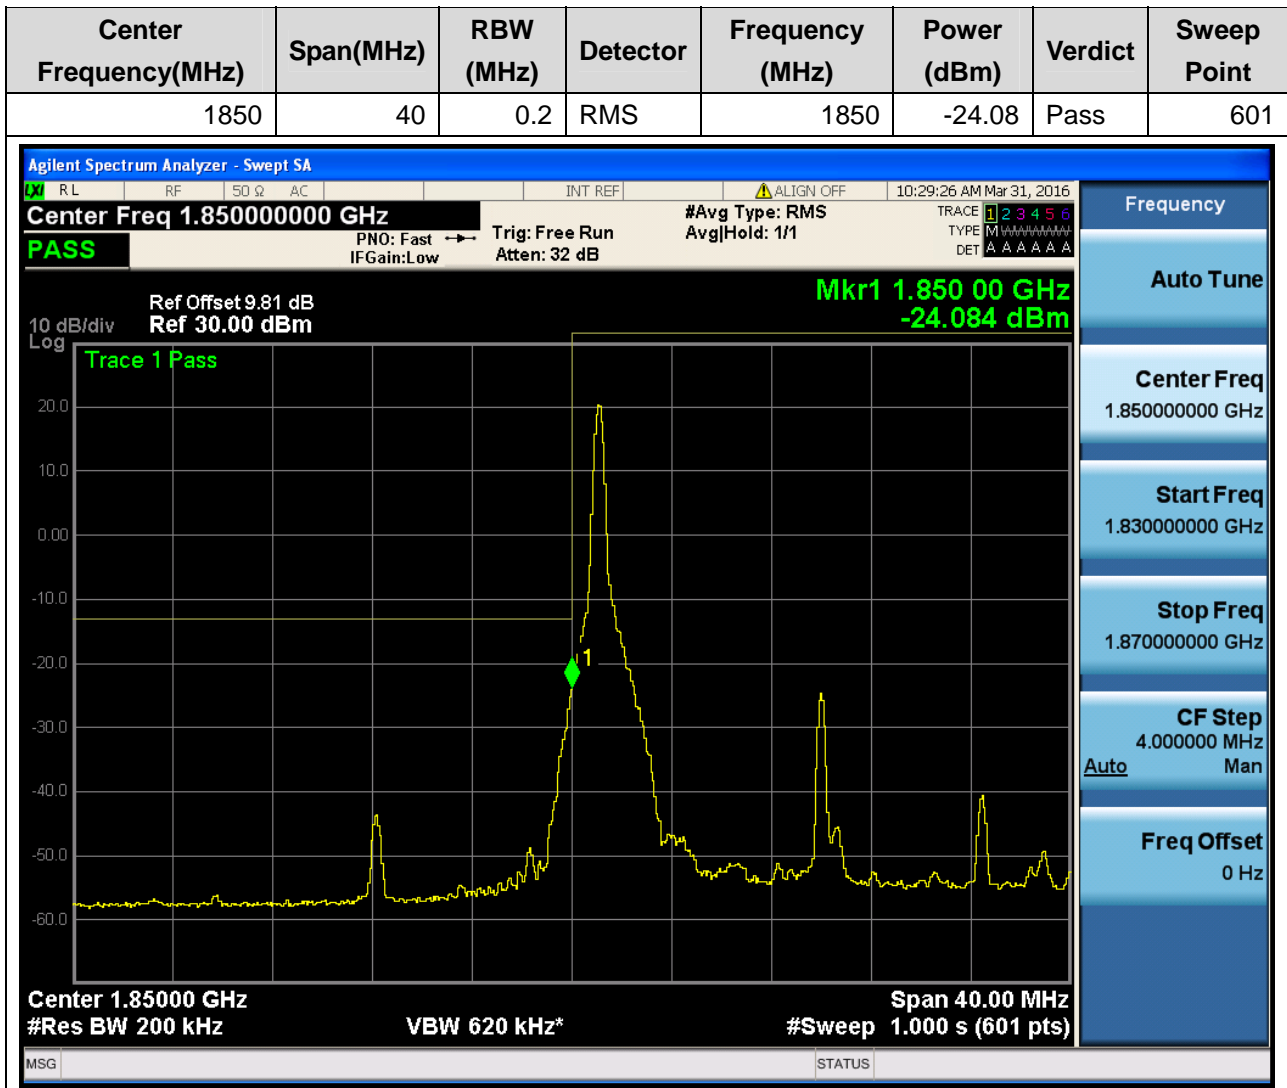 Center Frequency(MHz) Span(MHz) RBW (MHz) Detector Frequency (MHz) Power (dBm) Verdict Sweep Point
1850 40 0.2 RMS 1850 -24.08 Pass 601
Agilent Spectrum Analyzer - Swept SA
LXI RL RF 50 Ω AC INT REF ALIGN OFF 10:29:26 AM Mar 31, 2016
Center Freq 1.850000000 GHz
#Avg Type: RMS
TRACE 1 2 3 4 5 6
PASS
PNO: Fast
Trig: Free Run
Avg|Hold: 1/1
TYPE M
IFGain:Low
Atten: 32 dB
DET A A A A A A
Mkr1 1.850 00 GHz
-24.084 dBm
Ref Offset 9.81 dB
10 dB/div Ref 30.00 dBm
Log
Trace 1 Pass
20.0
10.0
0.00
-10.0
-20.0
1
-30.0
-40.0
-50.0
-60.0
Center 1.85000 GHz Span 40.00 MHz
#Res BW 200 kHz VBW 620 kHz* #Sweep 1.000 s (601 pts)
MSG STATUS
Frequency
Auto Tune
Center Freq
1.850000000 GHz
Start Freq
1.830000000 GHz
Stop Freq
1.870000000 GHz
CF Step
4.000000 MHz
Auto Man
Freq Offset
0 Hz